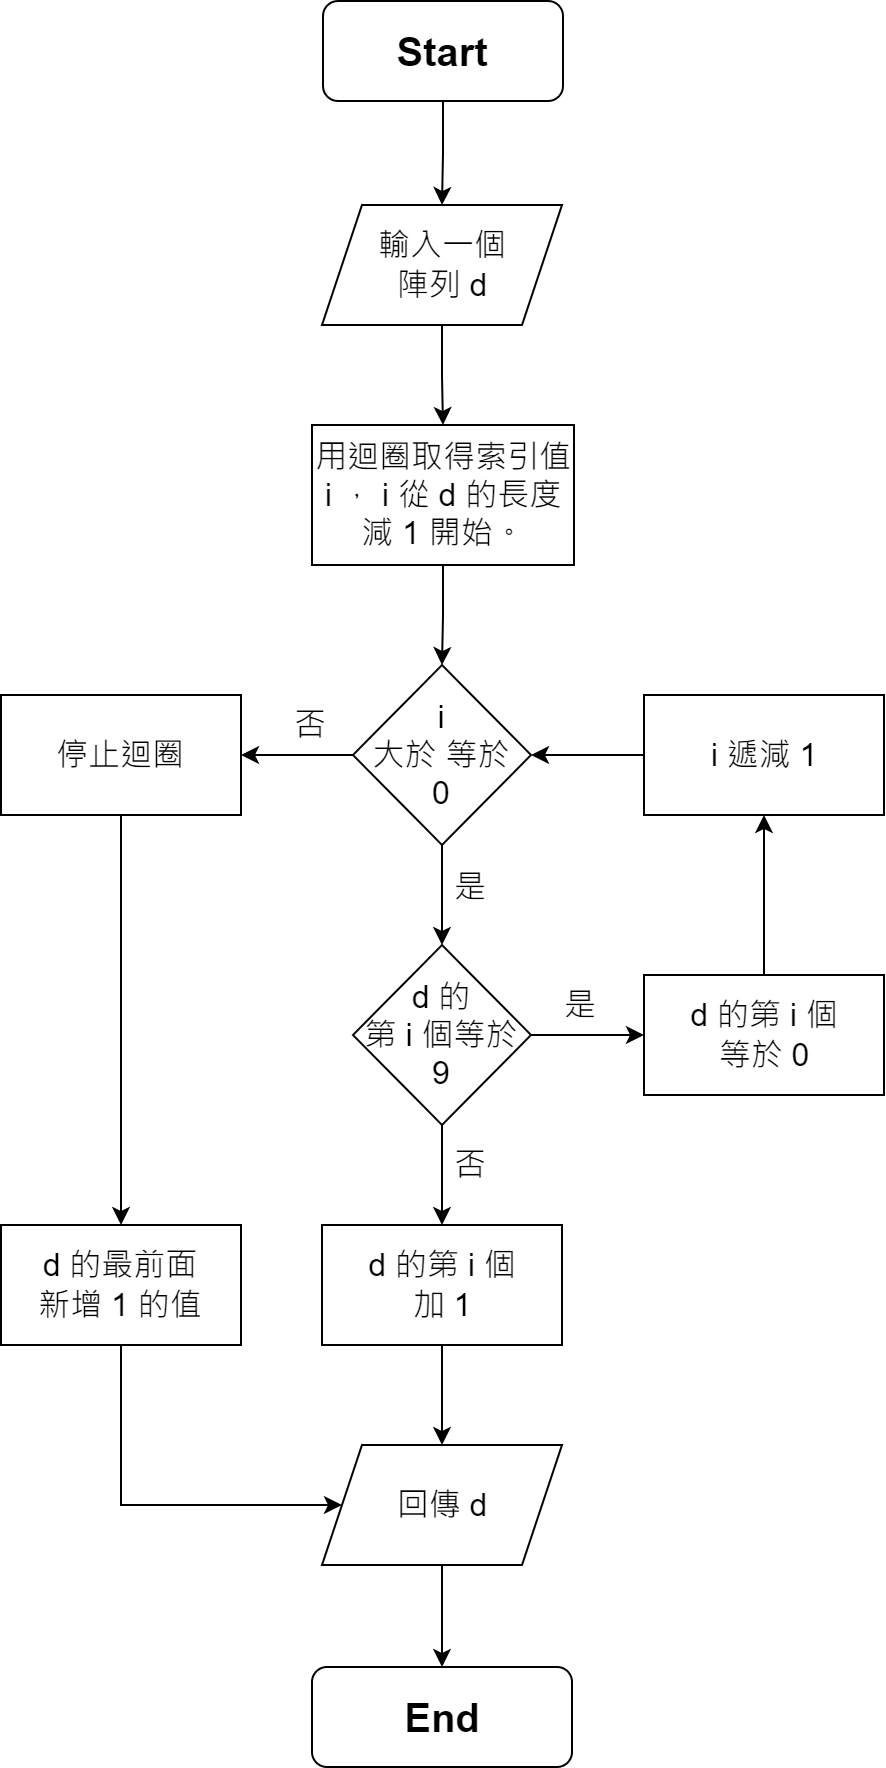 Start
輸入一個
陣列 d
用迴圈取得索引值
i ， i 從 d 的長度
減 1 開始。
i
大於 等於
0
否
停止迴圈
i 遞減 1
是
d 的
第 i 個等於
9
是
d 的第 i 個
等於 0
否
d 的最前面
新增 1 的值
d 的第 i 個
加 1
回傳 d
End